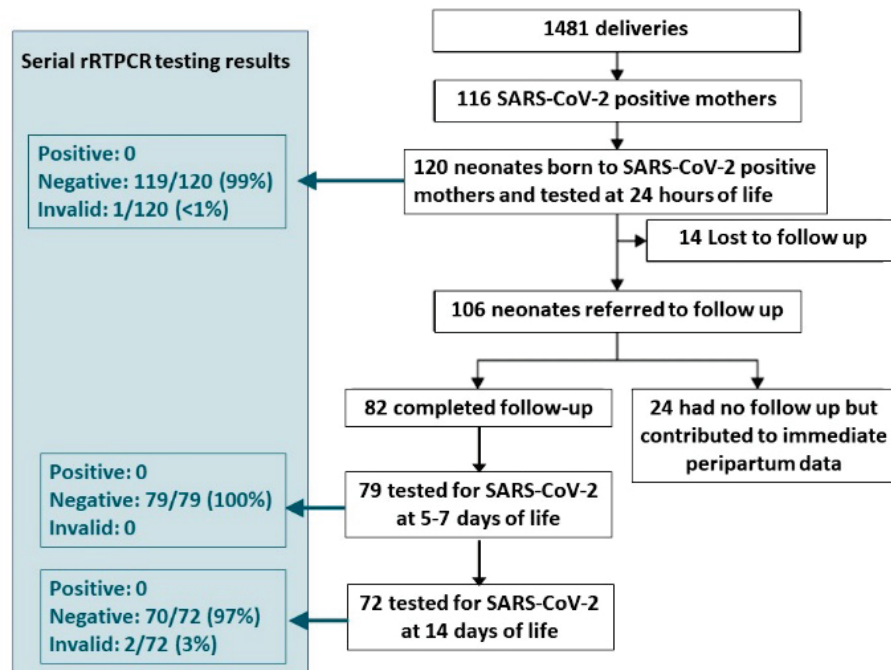 1481 deliveries
Serial rRTPCR testing results
116 SARS-CoV-2 positive mothers
Positive: 0
Negative: 119/120 (99%)
Invalid: 1/120 (<1%)
120 neonates born to SARS-CoV-2 positive
mothers and tested at 24 hours of life
14 Lost to follow up
106 neonates referred to follow up
82 completed follow-up
24 had no follow up but
contributed to immediate
peripartum data
Positive: 0
Negative: 79/79 (100%)
Invalid: 0
79 tested for SARS-CoV-2
at 5-7 days of life
Positive: 0
Negative: 70/72 (97%)
Invalid: 2/72 (3%)
72 tested for SARS-CoV-2
at 14 days of life